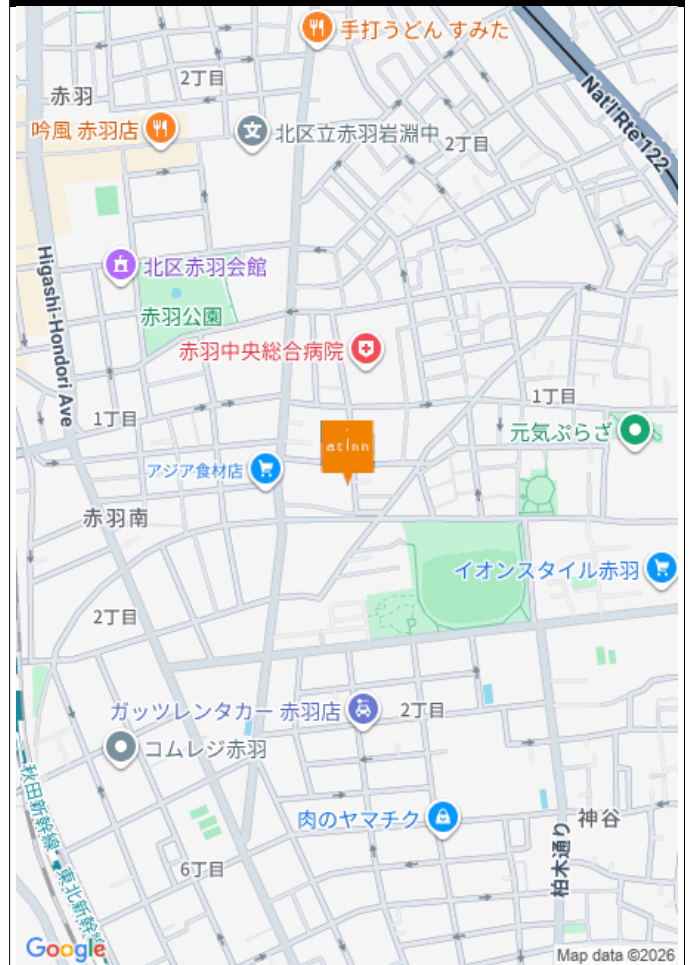 手打うどん すみた
2丁目
赤羽
吟風 赤羽店
北区立赤羽岩淵中
2丁目
Nat'l Rte 122
Higashi-Hondori Ave
北区赤羽会館
赤羽公園
赤羽中央総合病院
1丁目
1丁目
元気ぷらざ
at inn
アジア食材店
赤羽南
イオンスタイル赤羽
2丁目
ガッツレンタカー 赤羽店
2丁目
コムレジ赤羽
秋田新幹線
東北新幹線
肉のヤマチク
神谷
柏木通り
6丁目
Google
Map data ©2026